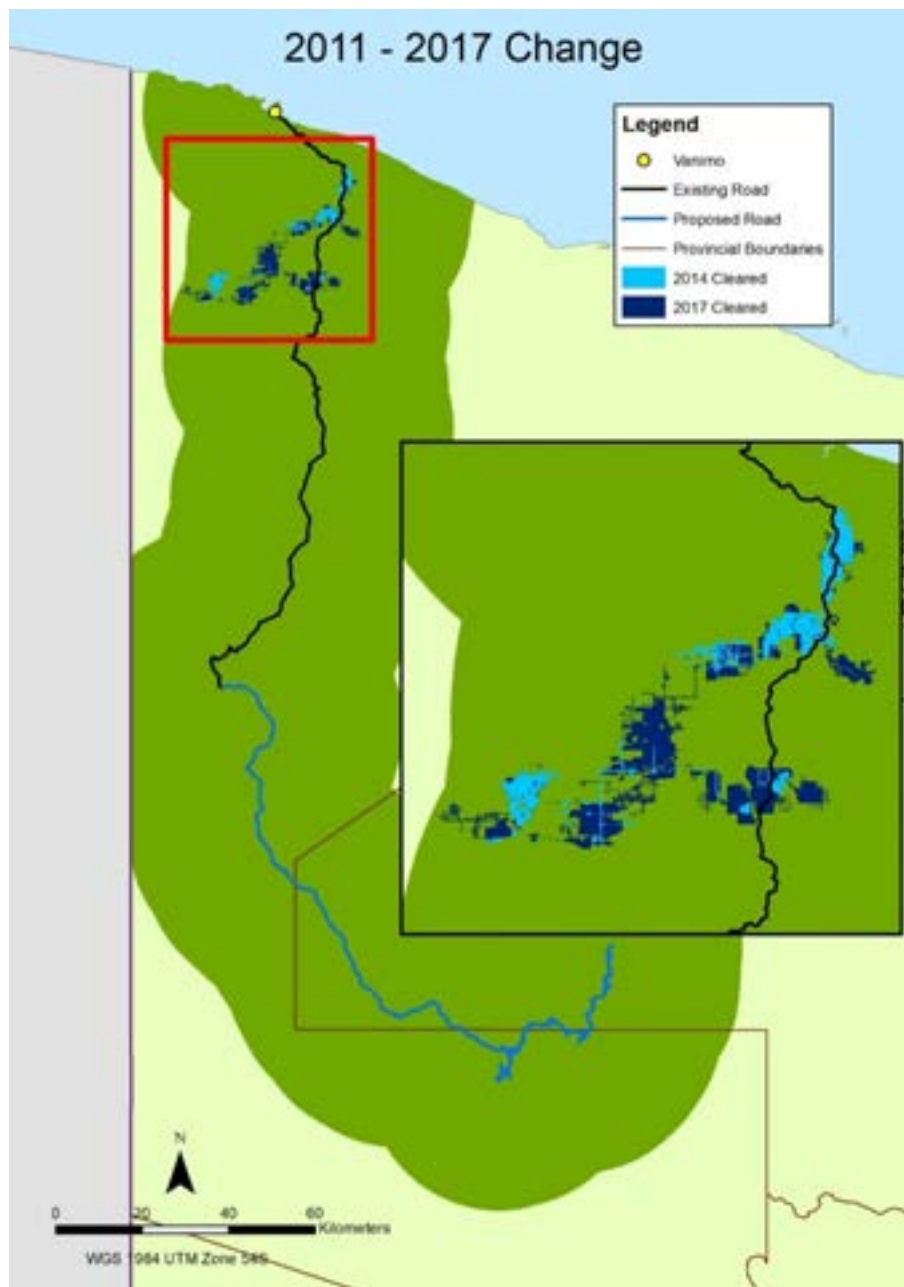 2011 - 2017 Change
Legend
Vanimo
Existing Road
Proposed Road
Provincial Boundaries
2014 Cleared
2017 Cleared
N
0 20 40 60
Kilometers
WGS 1984 UTM Zone